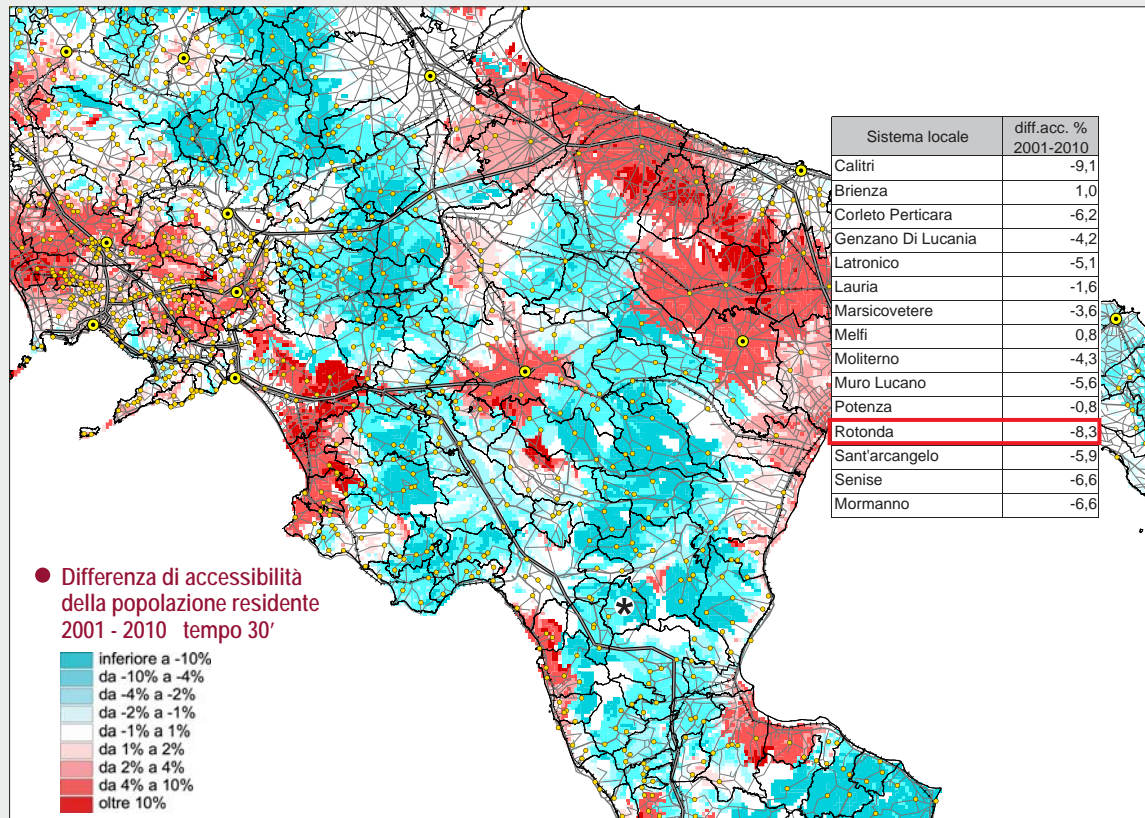 Sistema locale diff.acc. % 2001-2010
Calitri -9,1
Brienza 1,0
Corleto Perticara -6,2
Genzano Di Lucania -4,2
Latronico -5,1
Lauria -1,6
Marsicovetere -3,6
Melfi 0,8
Moliterno -4,3
Muro Lucano -5,6
Potenza -0,8
Rotonda -8,3
Sant'arcangelo -5,9
Senise -6,6
Mormanno -6,6
*
● Differenza di accessibilità
della popolazione residente
2001 - 2010 tempo 30'
inferiore a -10%
da -10% a -4%
da -4% a -2%
da -2% a -1%
da -1% a 1%
da 1% a 2%
da 2% a 4%
da 4% a 10%
oltre 10%